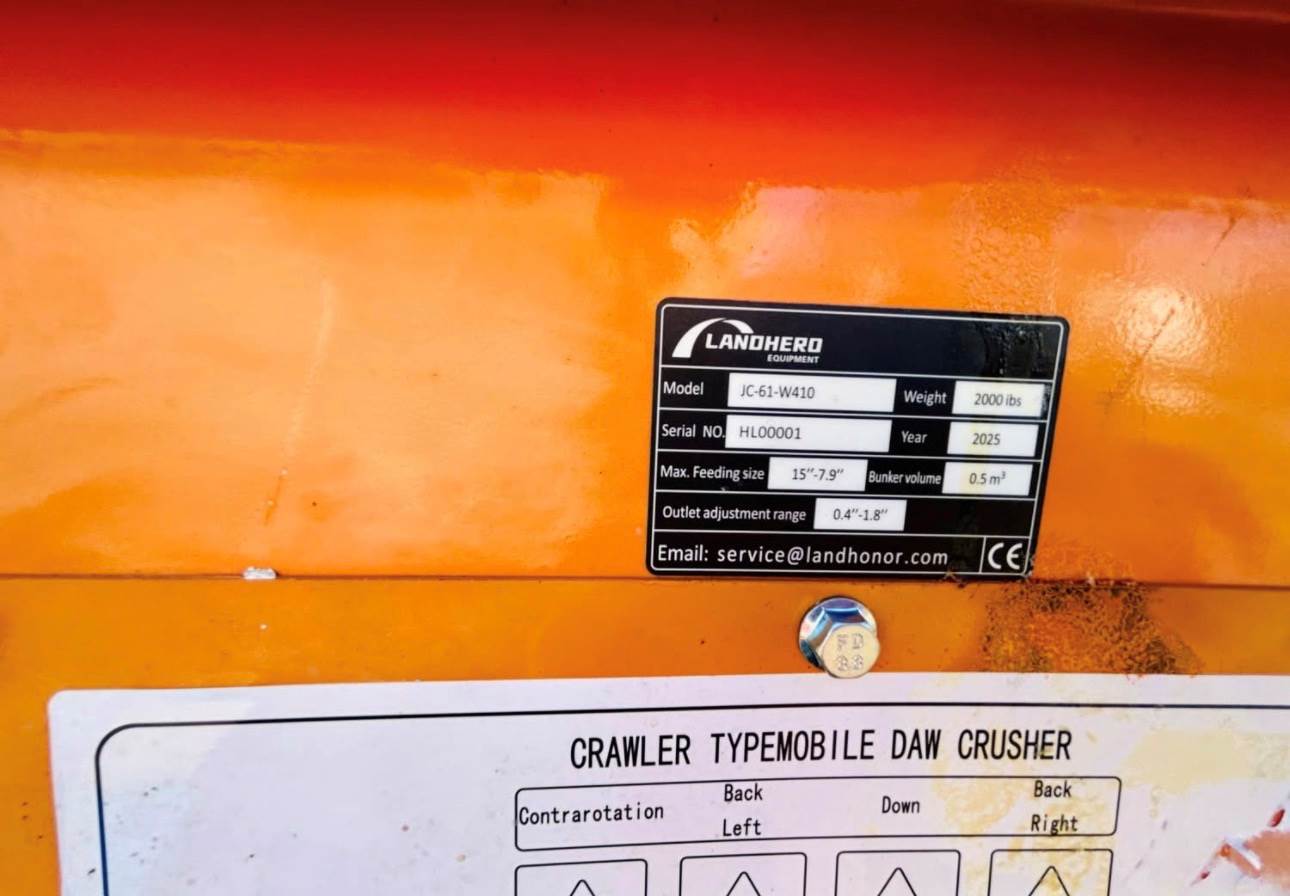 LANDHERO
EQUIPMENT
Model JC-61-W410 Weight 2000 ibs
Serial NO. HL00001 Year 2025
Max. Feeding size 15″-7.9″ Bunker volume 0.5 m³
Outlet adjustment range 0.4″-1.8″
Email: service@landhonor.com CE
CRAWLER TYPEMOBILE DAW CRUSHER
Contrarotation Back Left Down Back Right